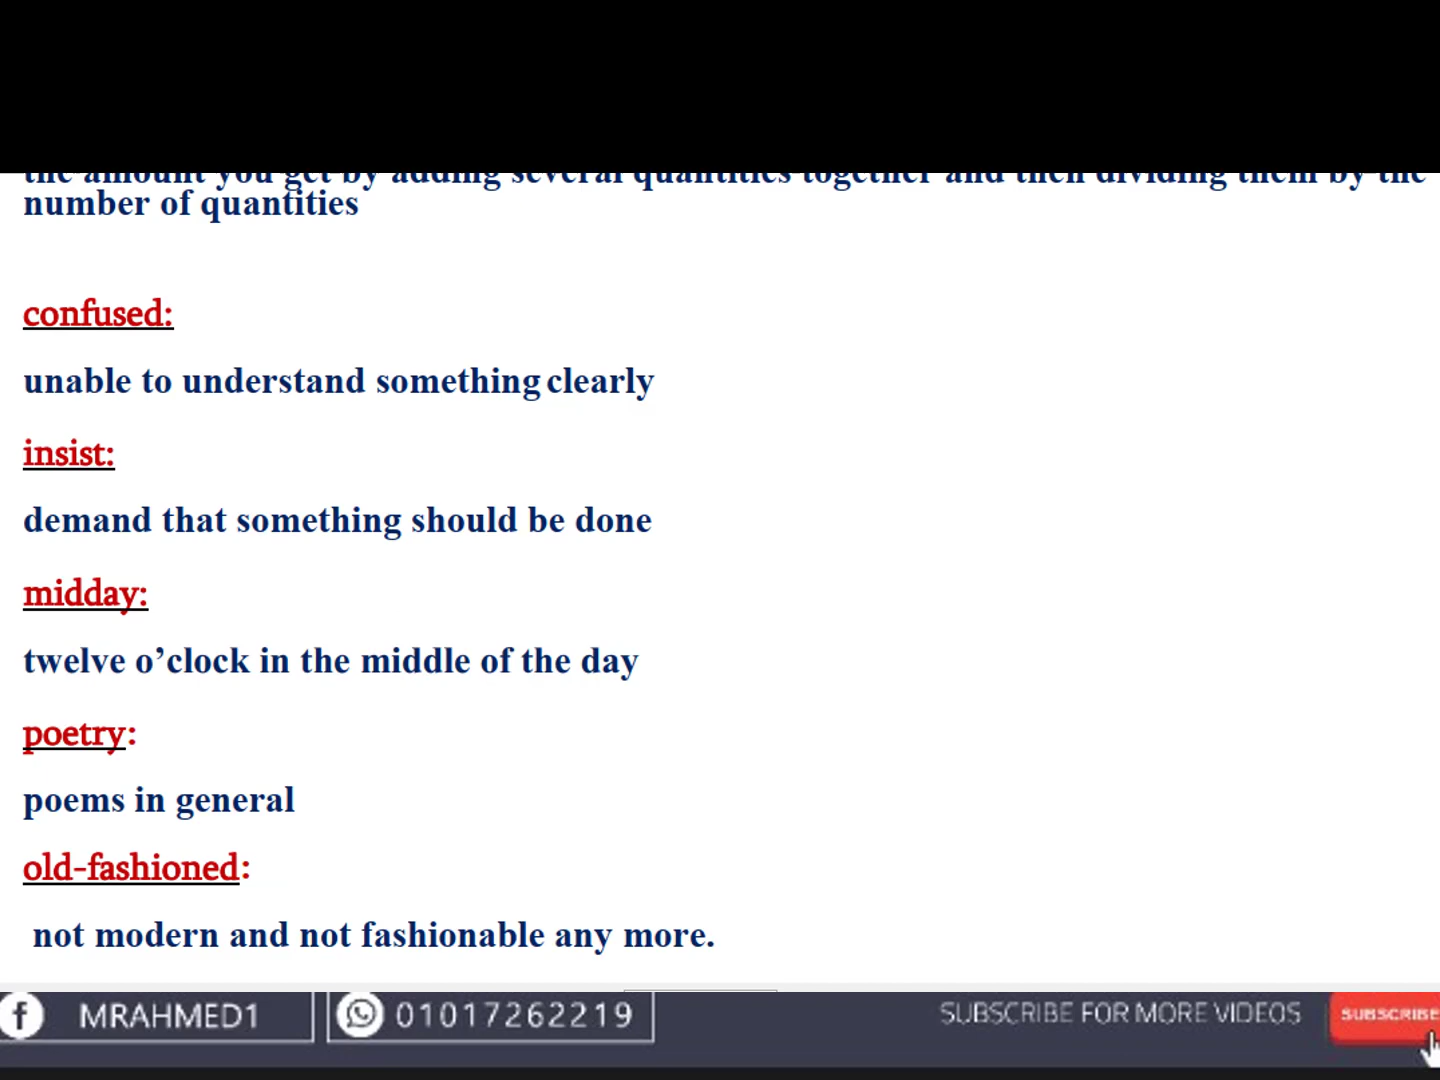 the amount you get by adding several quantities together and then dividing them by the
number of quantities
confused:
unable to understand something clearly
insist:
demand that something should be done
midday:
twelve o’clock in the middle of the day
poetry:
poems in general
old-fashioned:
not modern and not fashionable any more.
MRAHMED1 01017262219 SUBSCRIBE FOR MORE VIDEOS SUBSCRIBE